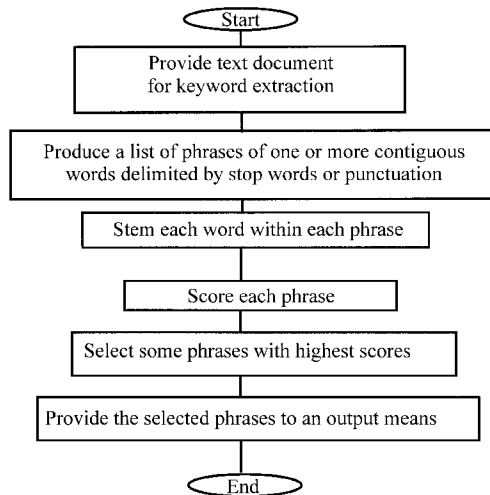 Start
Provide text document
for keyword extraction
Produce a list of phrases of one or more contiguous
words delimited by stop words or punctuation
Stem each word within each phrase
Score each phrase
Select some phrases with highest scores
Provide the selected phrases to an output means
End